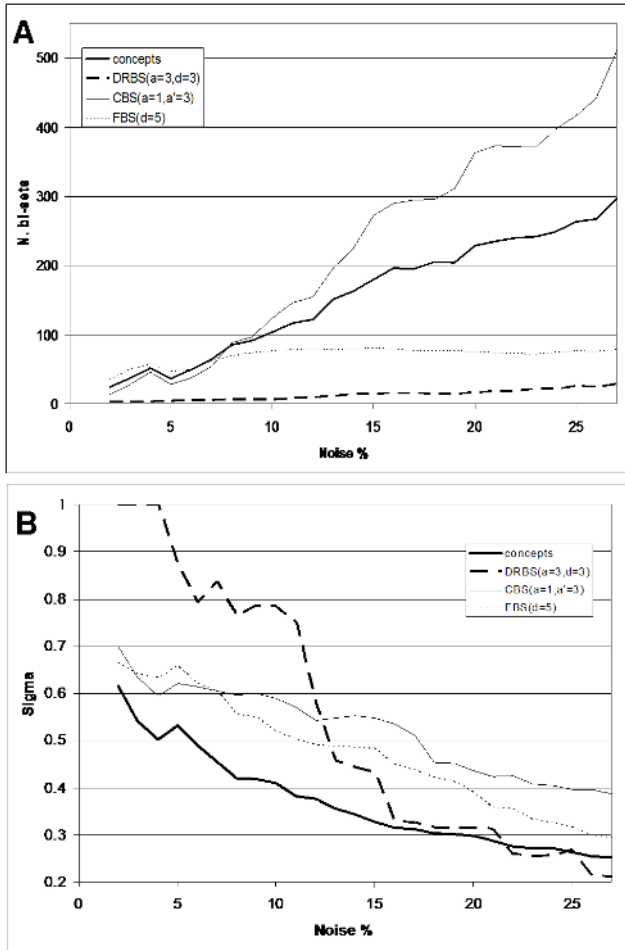 A
500
400
300
200
100
0
N. bi-sets
concepts
DRBS(a=3,d=3)
CBS(a=1,a'=3)
FBS(d=5)
0 5 10 15 20 25
Noise %
B
1
0.9
0.8
0.7
0.6
0.5
0.4
0.3
0.2
Sigma
concepts
DRBS(a=3,d=3)
CBS(a=1,a'=3)
FBS(d=5)
0 5 10 15 20 25
Noise %